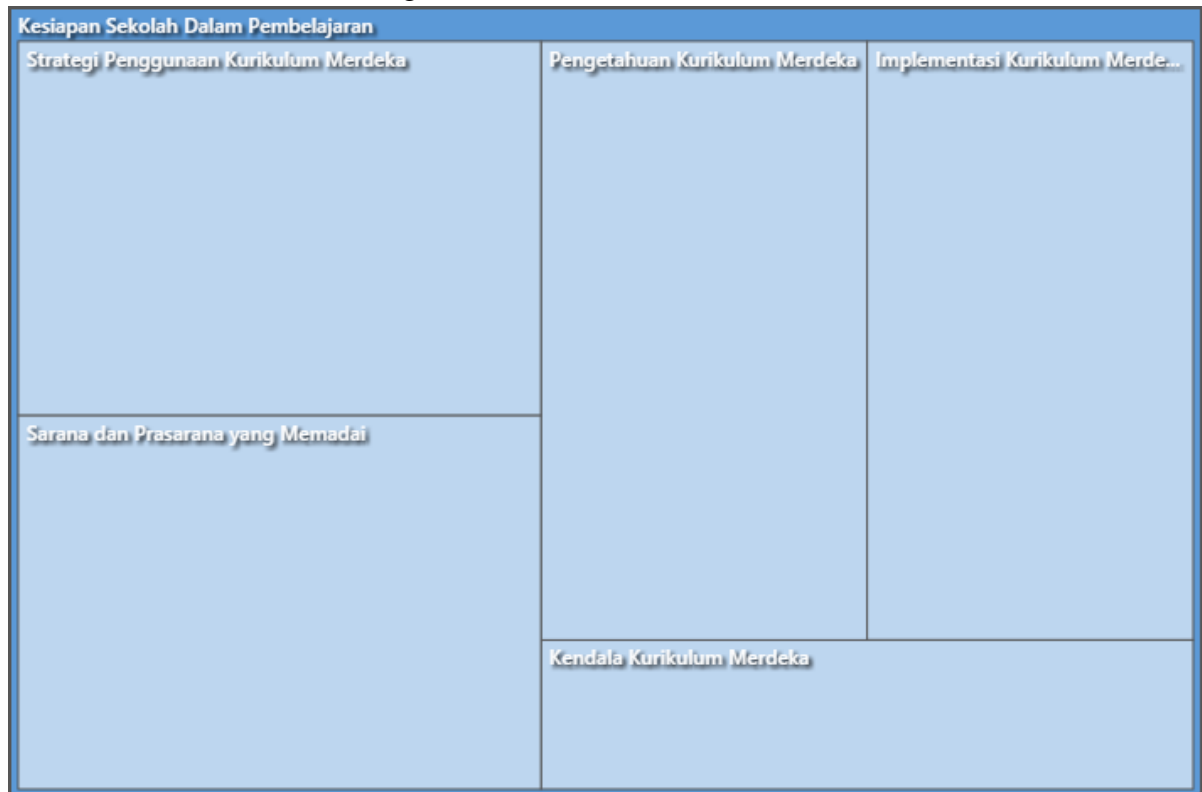 Kesiapan Sekolah Dalam Pembelajaran
Strategi Penggunaan Kurikulum Merdeka
Pengetahuan Kurikulum Merdeka
Implementasi Kurikulum Merde...
Sarana dan Prasarana yang Memadai
Kendala Kurikulum Merdeka